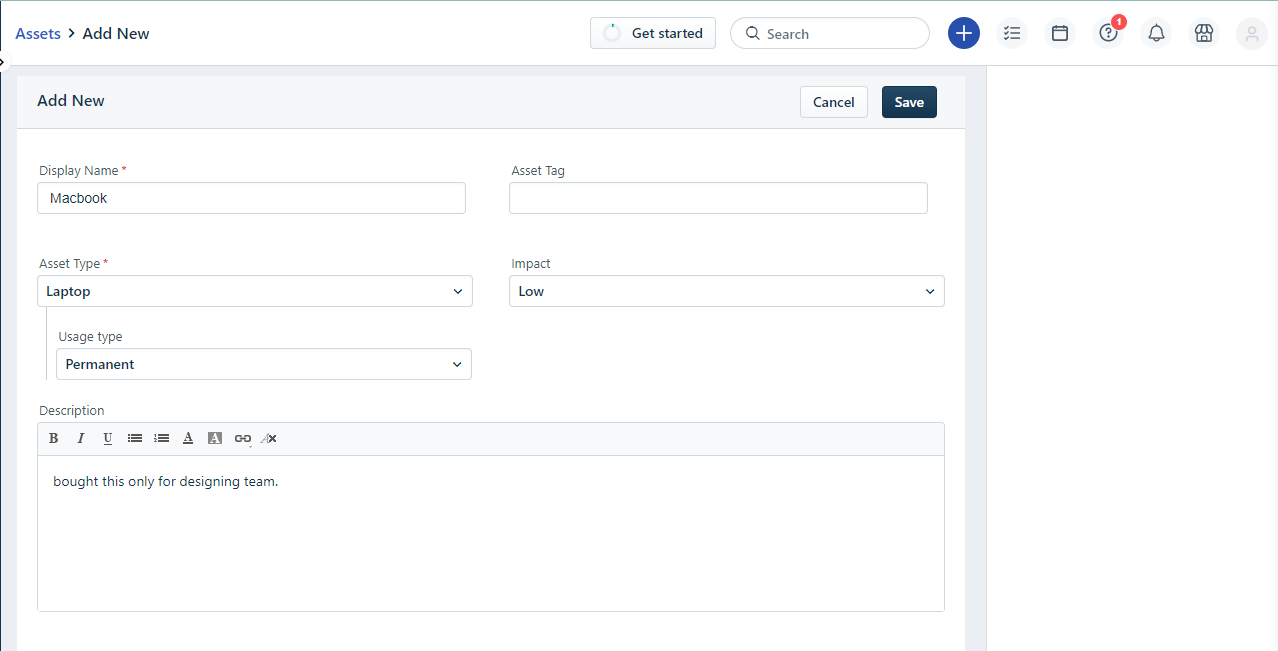 Assets > Add New
Get started
Search
1
Add New
Cancel
Save
Display Name *
Asset Tag
Macbook
Asset Type *
Impact
Laptop
Low
Usage type
Permanent
Description
B I U A A
bought this only for designing team.